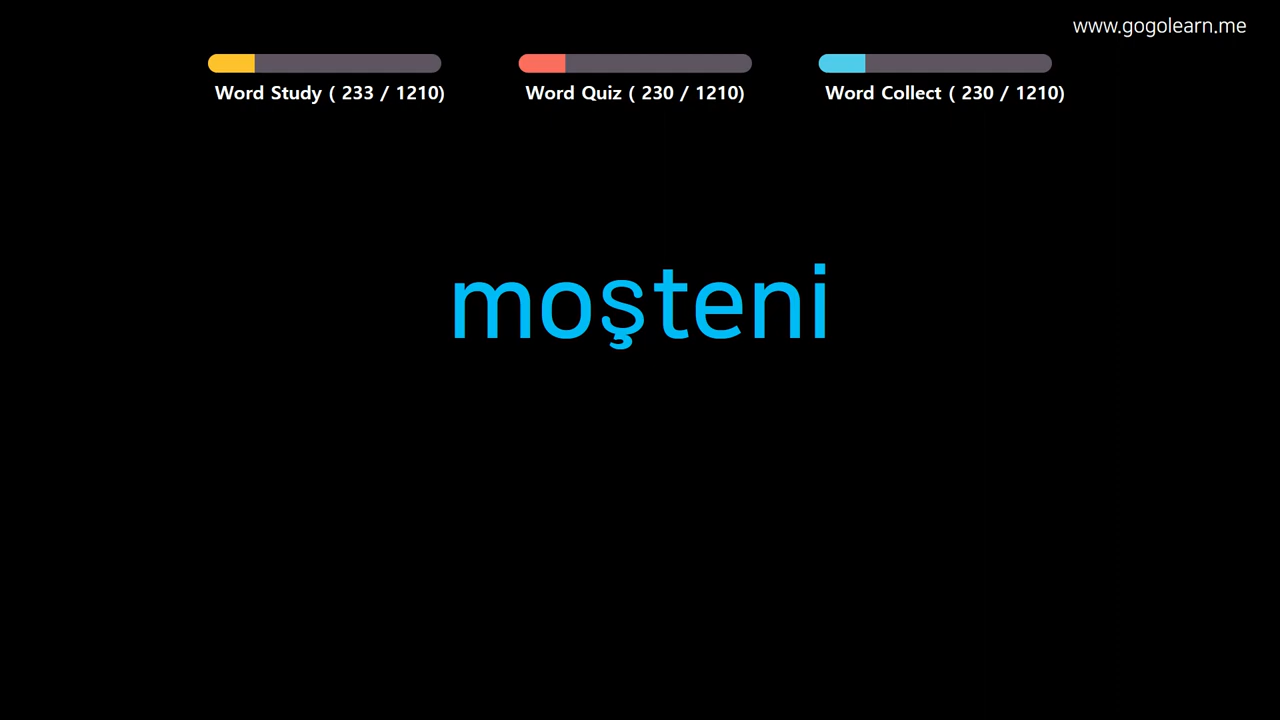 www.gogolearn.me
Word Study ( 233 / 1210)
Word Quiz ( 230 / 1210)
Word Collect ( 230 / 1210)
moşteni